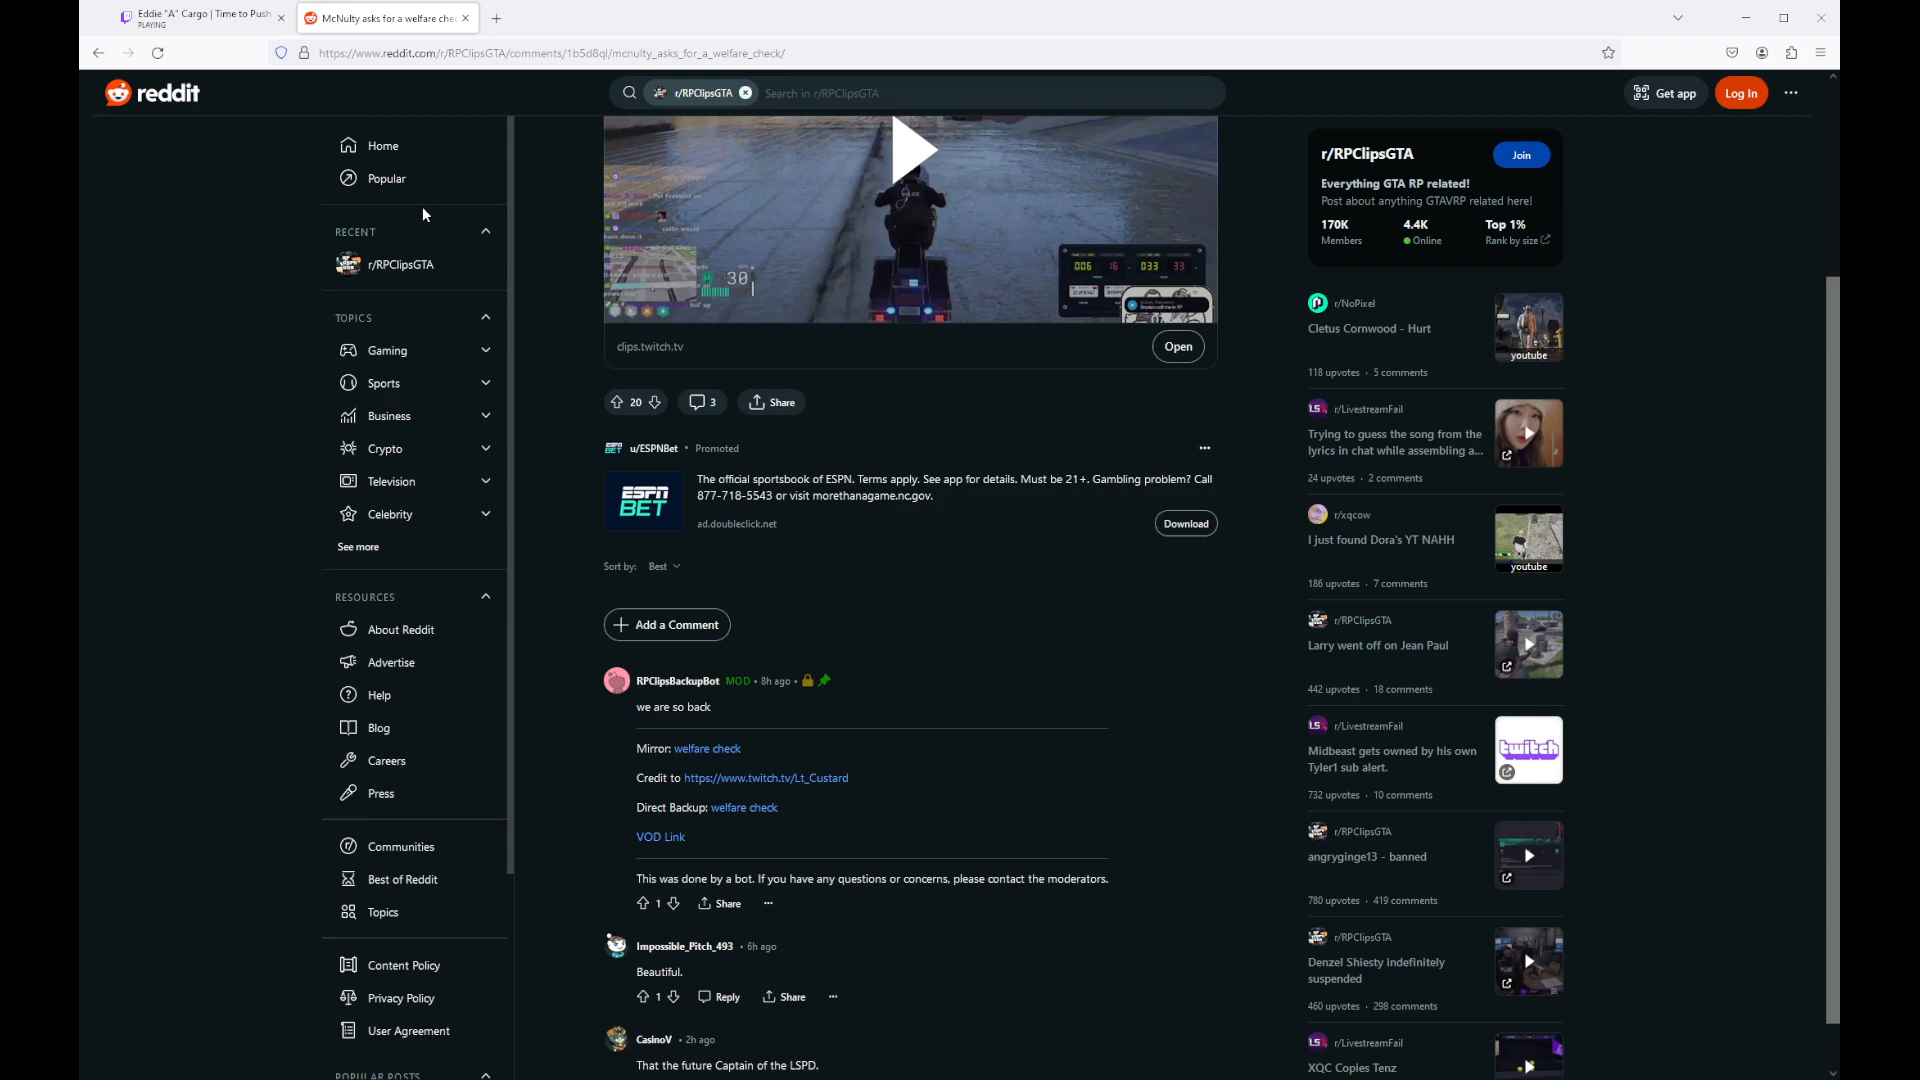 Eddie "A" Cargo | Time to Push
PLAYING
McNulty asks for a welfare chec
https://www.reddit.com/r/RPClipsGTA/comments/1b5d8ql/mcnulty_asks_for_a_welfare_check/
reddit
r/RPClipsGTA
Search in r/RPClipsGTA
Get app
Log In
Home
Popular
RECENT
r/RPClipsGTA
TOPICS
Gaming
Sports
Business
Crypto
Television
Celebrity
See more
RESOURCES
About Reddit
Advertise
Help
Blog
Careers
Press
Communities
Best of Reddit
Topics
Content Policy
Privacy Policy
User Agreement
POPULAR POSTS
POLICE
30
006 16 033 33
clips.twitch.tv
Open
20
3
Share
u/ESPNBet • Promoted
ESPN
BET
The official sportsbook of ESPN. Terms apply. See app for details. Must be 21+. Gambling problem? Call
877-718-5543 or visit morethanagame.nc.gov.
ad.doubleclick.net
Download
Sort by: Best
Add a Comment
RPClipsBackupBot MOD • 8h ago •
we are so back
Mirror: welfare check
Credit to https://www.twitch.tv/Lt_Custard
Direct Backup: welfare check
VOD Link
This was done by a bot. If you have any questions or concerns, please contact the moderators.
1 Share
Impossible_Pitch_493 • 6h ago
Beautiful.
1 Reply Share
CasinoV • 2h ago
That the future Captain of the LSPD.
r/RPClipsGTA
Join
Everything GTA RP related!
Post about anything GTAVRP related here!
170K 4.4K Top 1%
Members Online Rank by size
r/NoPixel
Cletus Cornwood - Hurt
youtube
118 upvotes · 5 comments
r/LivestreamFail
Trying to guess the song from the
lyrics in chat while assembling a...
24 upvotes · 2 comments
r/xqcow
I just found Dora's YT NAHH
youtube
186 upvotes · 7 comments
r/RPClipsGTA
Larry went off on Jean Paul
442 upvotes · 18 comments
r/LivestreamFail
Midbeast gets owned by his own
Tyler1 sub alert.
twitch
732 upvotes · 10 comments
r/RPClipsGTA
angryginge13 - banned
780 upvotes · 419 comments
r/RPClipsGTA
Denzel Shiesty indefinitely
suspended
460 upvotes · 298 comments
r/LivestreamFail
XQC Copies Tenz